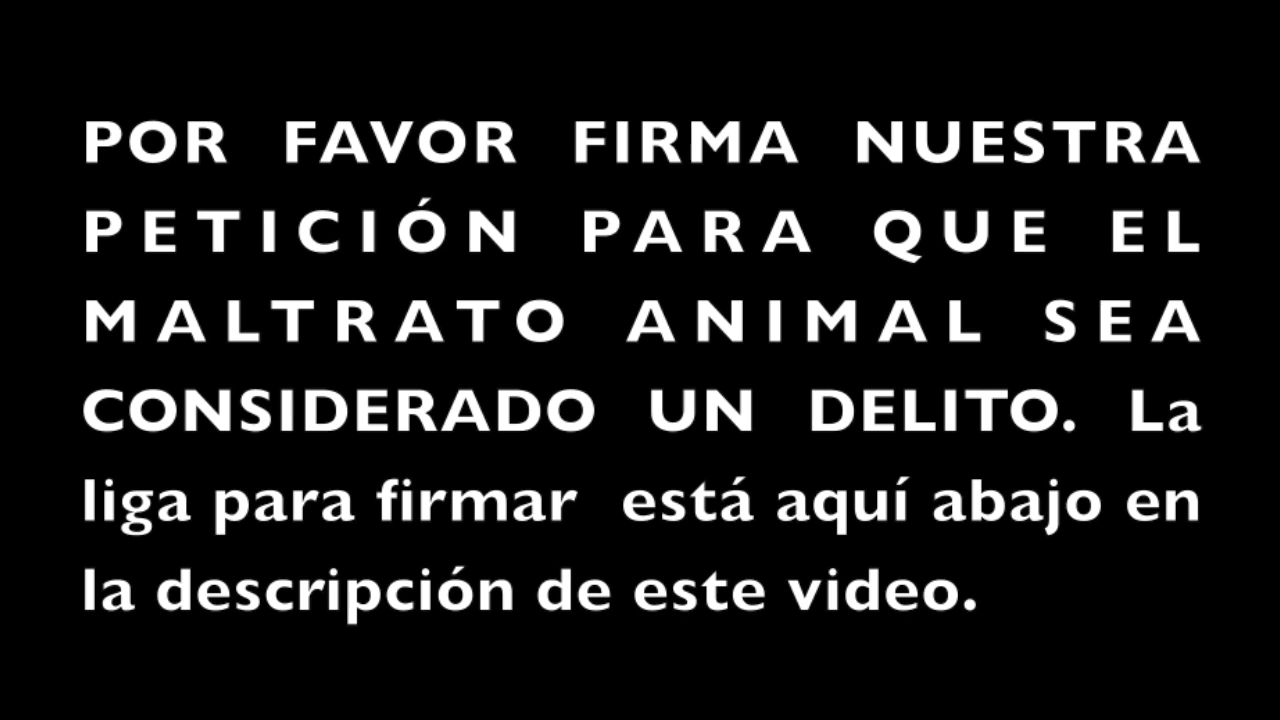 POR FAVOR FIRMA NUESTRA
PETICIÓN PARA QUE EL
MALTRATO ANIMAL SEA
CONSIDERADO UN DELITO. La
liga para firmar está aquí abajo en
la descripción de este video.